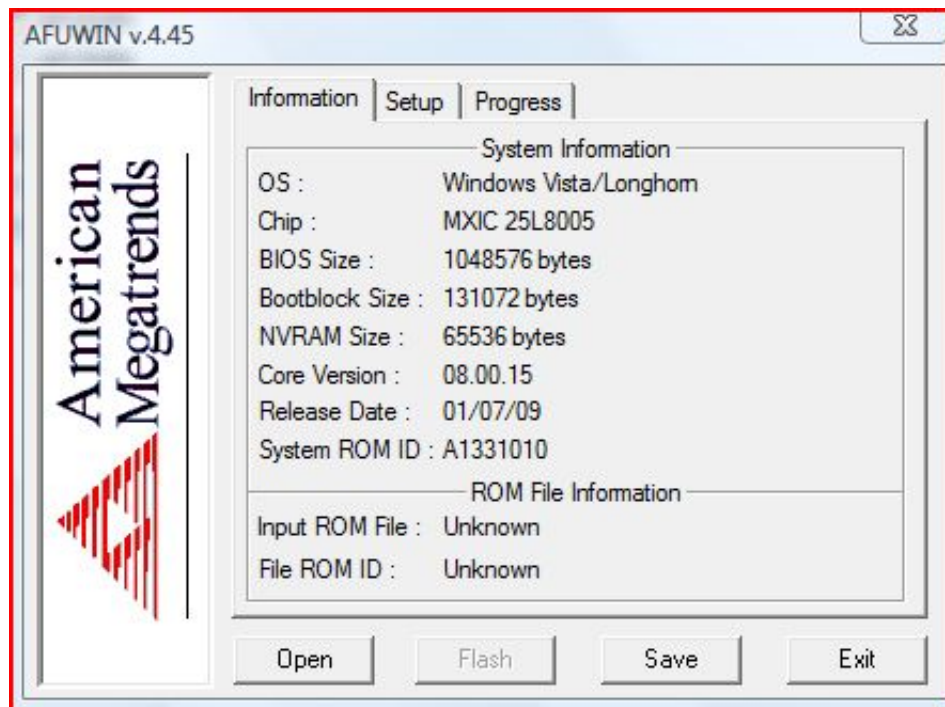 AFUWIN v.4.45
American
Megatrends
Information Setup Progress
System Information
OS : Windows Vista/Longhorn
Chip : MXIC 25L8005
BIOS Size : 1048576 bytes
Bootblock Size : 131072 bytes
NVRAM Size : 65536 bytes
Core Version : 08.00.15
Release Date : 01/07/09
System ROM ID : A1331010
ROM File Information
Input ROM File : Unknown
File ROM ID : Unknown
Open Flash Save Exit